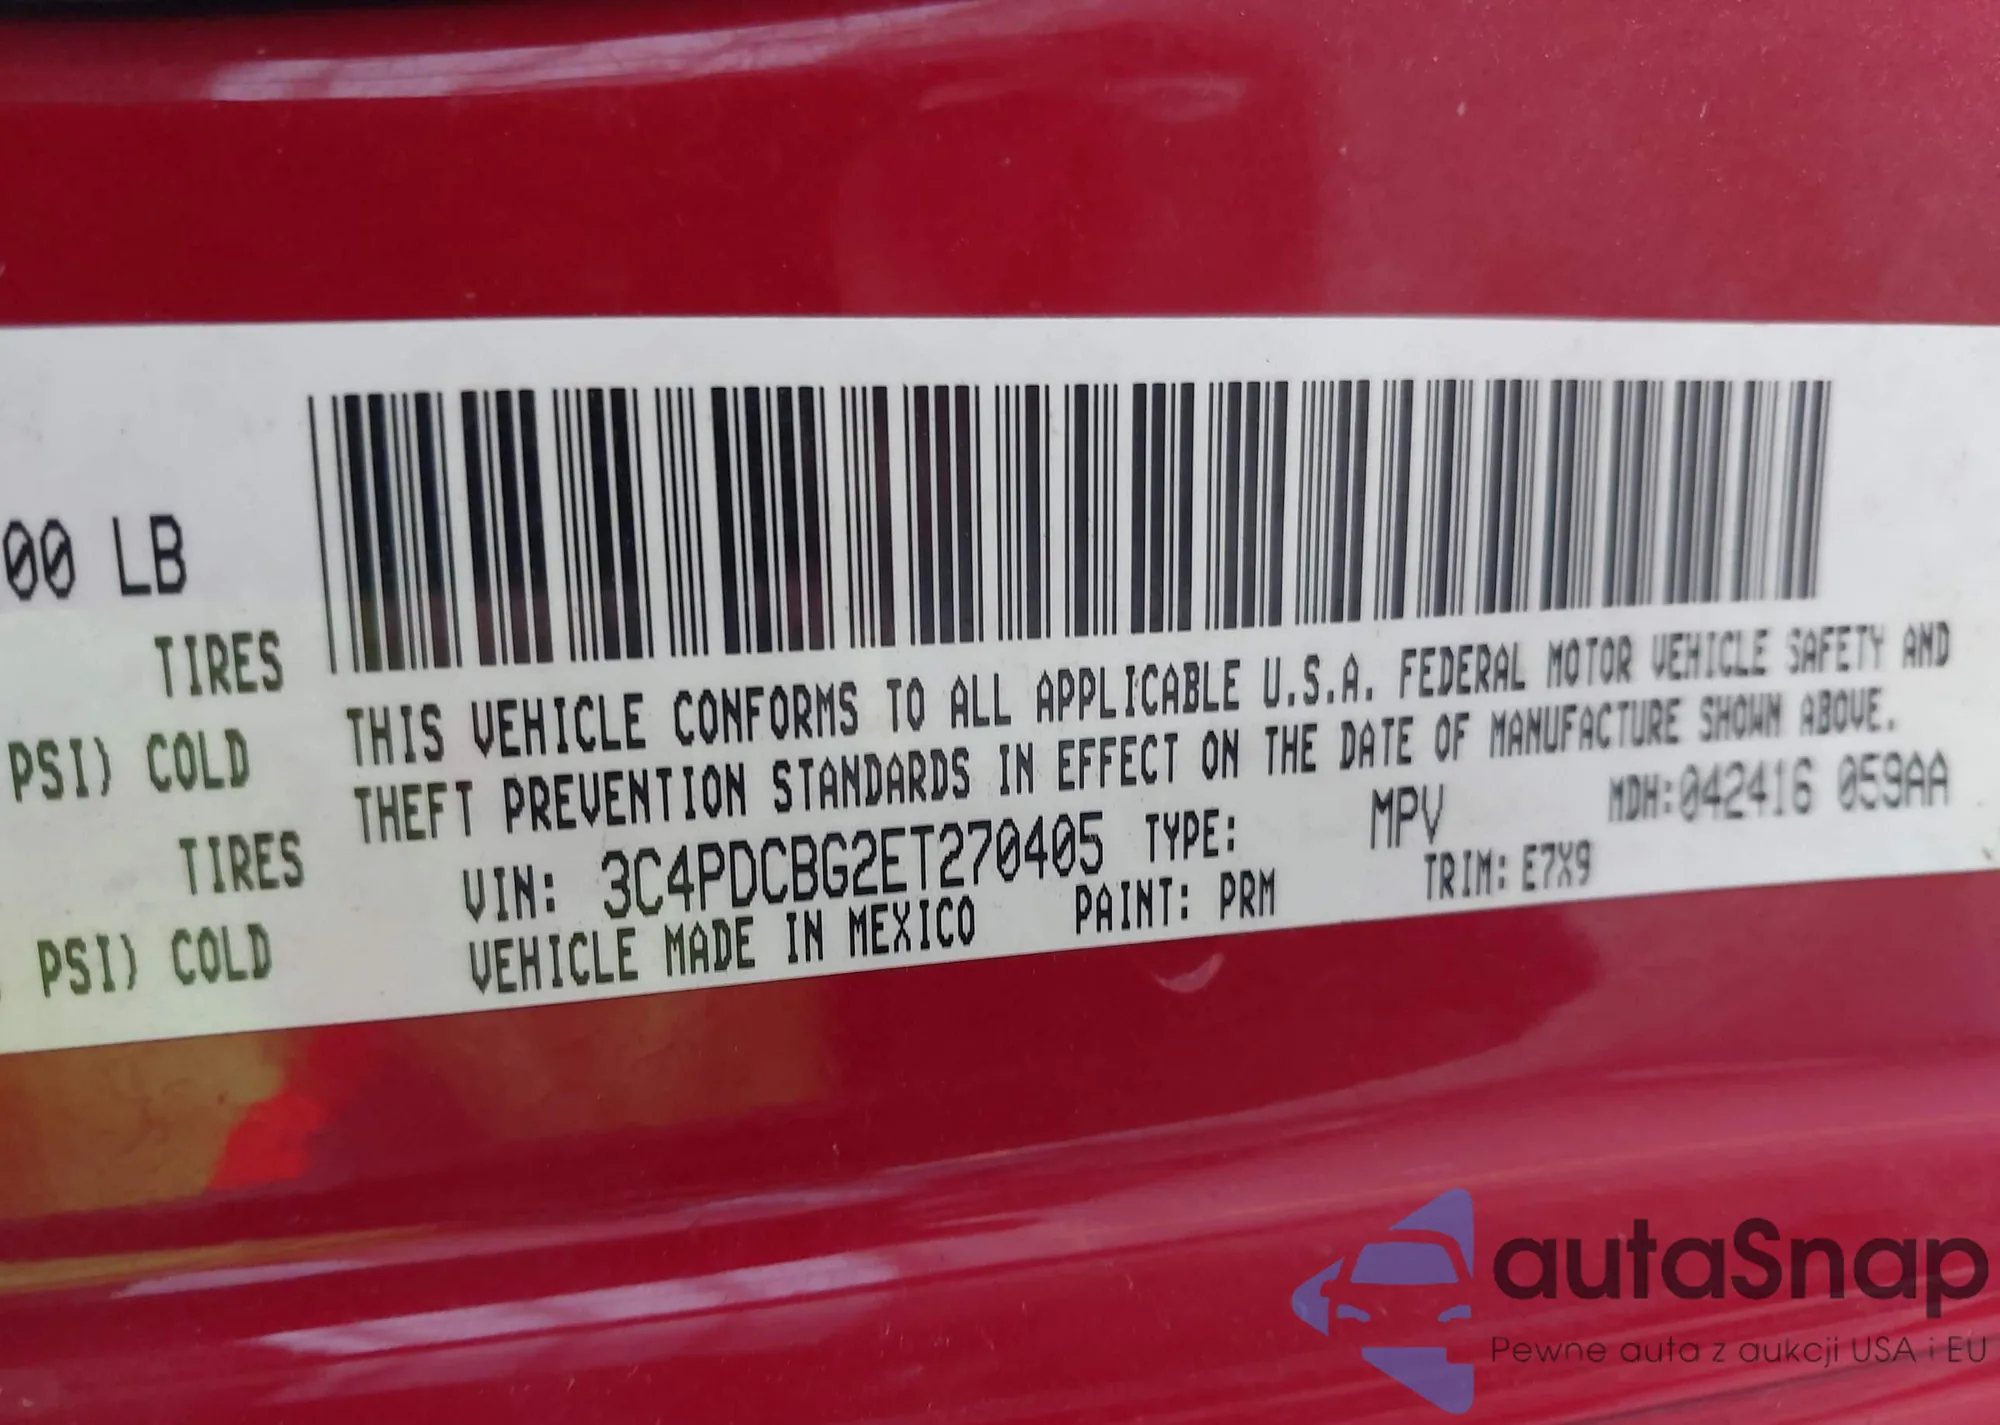 00 LB
TIRES
PSI) COLD
TIRES
PSI) COLD
THIS VEHICLE CONFORMS TO ALL APPLICABLE U.S.A. FEDERAL MOTOR VEHICLE SAFETY AND
THEFT PREVENTION STANDARDS IN EFFECT ON THE DATE OF MANUFACTURE SHOWN ABOVE.
VIN: 3C4PDCBG2ET270405 TYPE: MPV MDH:042416 059AA
VEHICLE MADE IN MEXICO PAINT: PRM TRIM: E7X9
autaSnap
Pewne auta z aukcji USA i EU